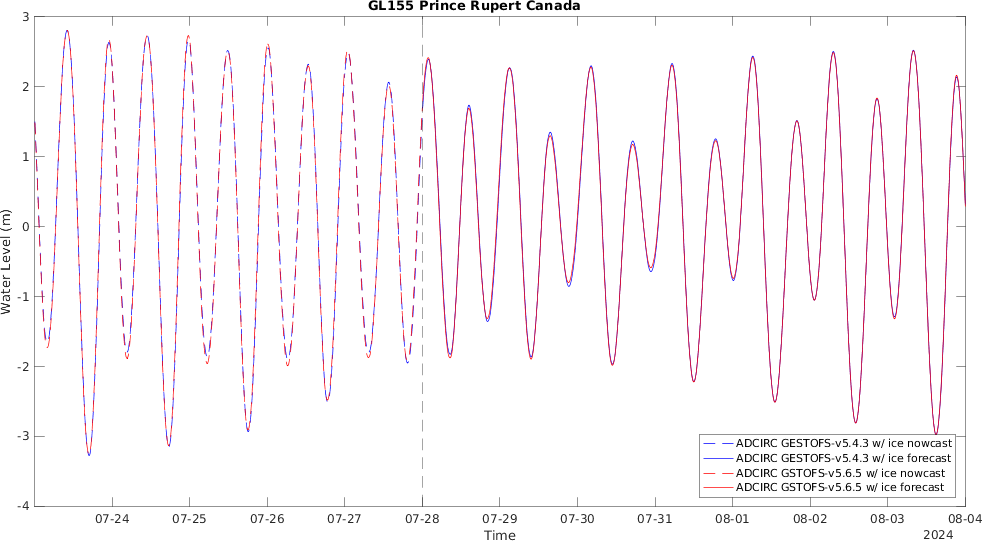 GL155 Prince Rupert Canada
3
2
1
0
-1
-2
-3
-4
Water Level (m)
ADCIRC GESTOFS-v5.4.3 w/ ice nowcast
ADCIRC GESTOFS-v5.4.3 w/ ice forecast
ADCIRC GSTOFS-v5.6.5 w/ ice nowcast
ADCIRC GSTOFS-v5.6.5 w/ ice forecast
07-24 07-25 07-26 07-27 07-28 07-29 07-30 07-31 08-01 08-02 08-03 08-04
Time
2024